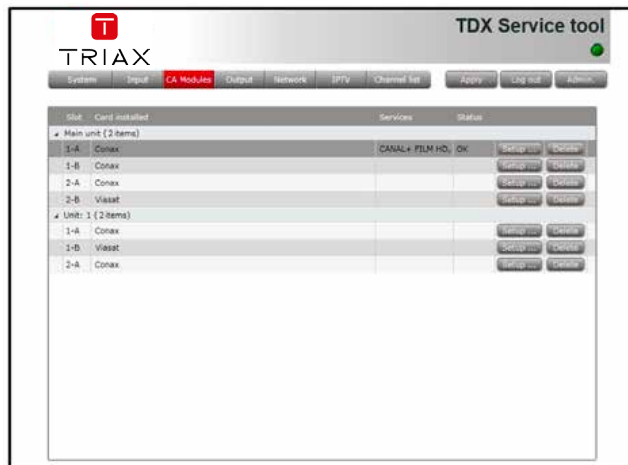 TDX Service tool
TRIAX
System Input CA Modules Output Network IPTV Channel list Apply Log out Admin.
Slot Card installed Services Status
Main unit (2 items)
1-A Conax CANAL+ FILM HD, OK Setup ... Delete
1-B Conax Setup ... Delete
2-A Conax Setup ... Delete
2-B Viasat Setup ... Delete
Unit: 1 (2 items)
1-A Conax Setup ... Delete
1-B Viasat Setup ... Delete
2-A Conax Setup ... Delete